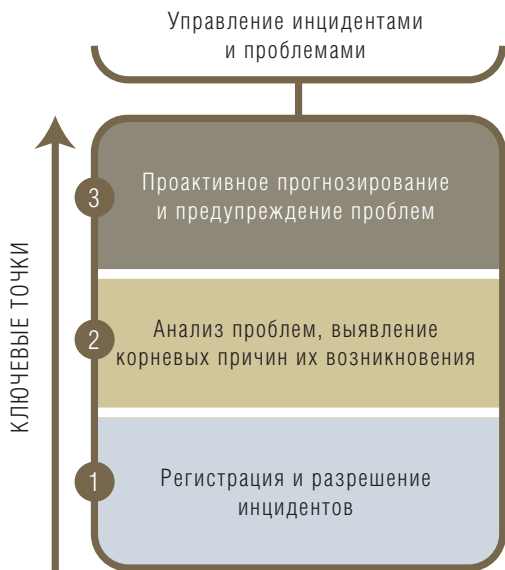 Управление инцидентами
и проблемами
КЛЮЧЕВЫЕ ТОЧКИ
3
Проактивное прогнозирование
и предупреждение проблем
2
Анализ проблем, выявление
корневых причин их возникновения
1
Регистрация и разрешение
инцидентов